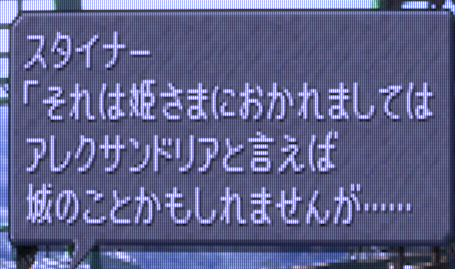 スタイナー
「それは姫さまにおかれましては
アレクサンドリアと言えば
城のことかもしれませんが……